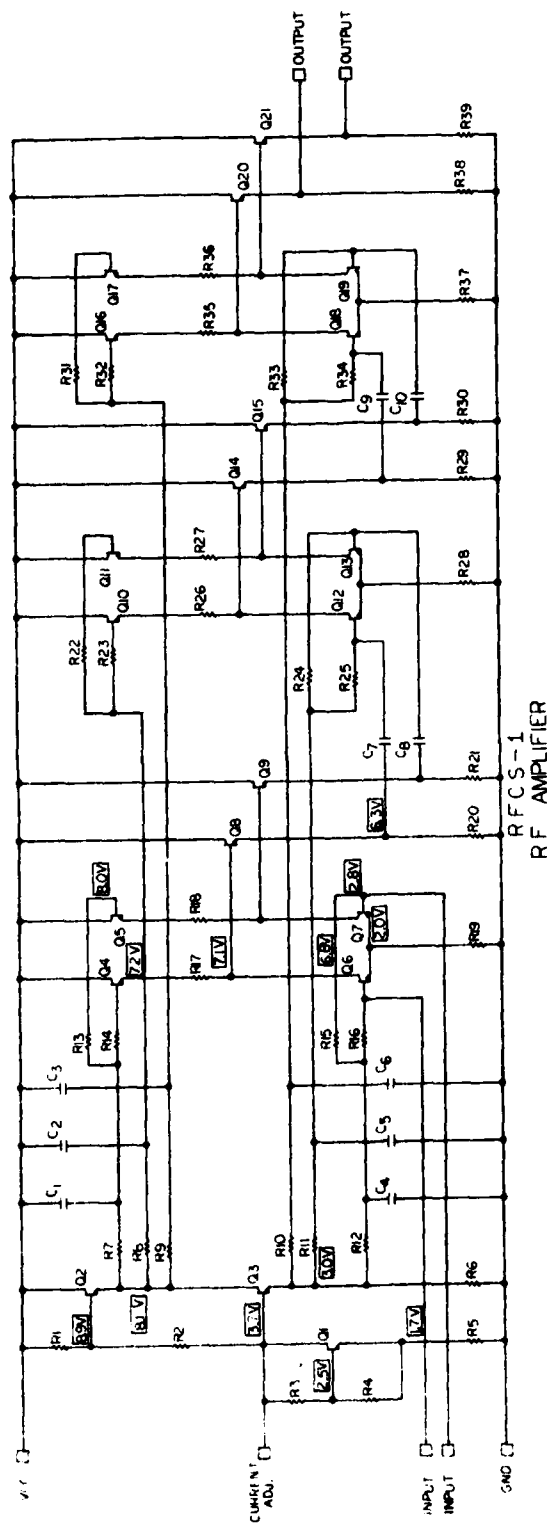 OUTPUT
OUTPUT
Q21
Q20
R39
R38
R31
R32
Q16
Q17
R35
R36
R33
R34
Q18
Q19
R37
C9
C10
Q15
Q14
R30
R29
R22
R23
Q10
Q11
R26
R27
R24
R25
Q12
Q13
R28
C7
C8
Q9
Q8
6.3V
R21
R20
8.0V
Q5
Q4
7.2V
R13
R14
R17
R18
7.1V
2.8V
6.8V
Q7
Q6
2.0V
R15
R16
R19
C1
C2
C3
C4
C5
C6
R7
R8
R9
R10
R11
R12
Q2
Q3
R1
8.9V
8.1V
R2
3.0V
R6
R3
2.5V
Q1
R4
1.7V
R5
CURRENT
ADJ.
INPUT
INPUT
GND
RFCS-1
RF AMPLIFIER